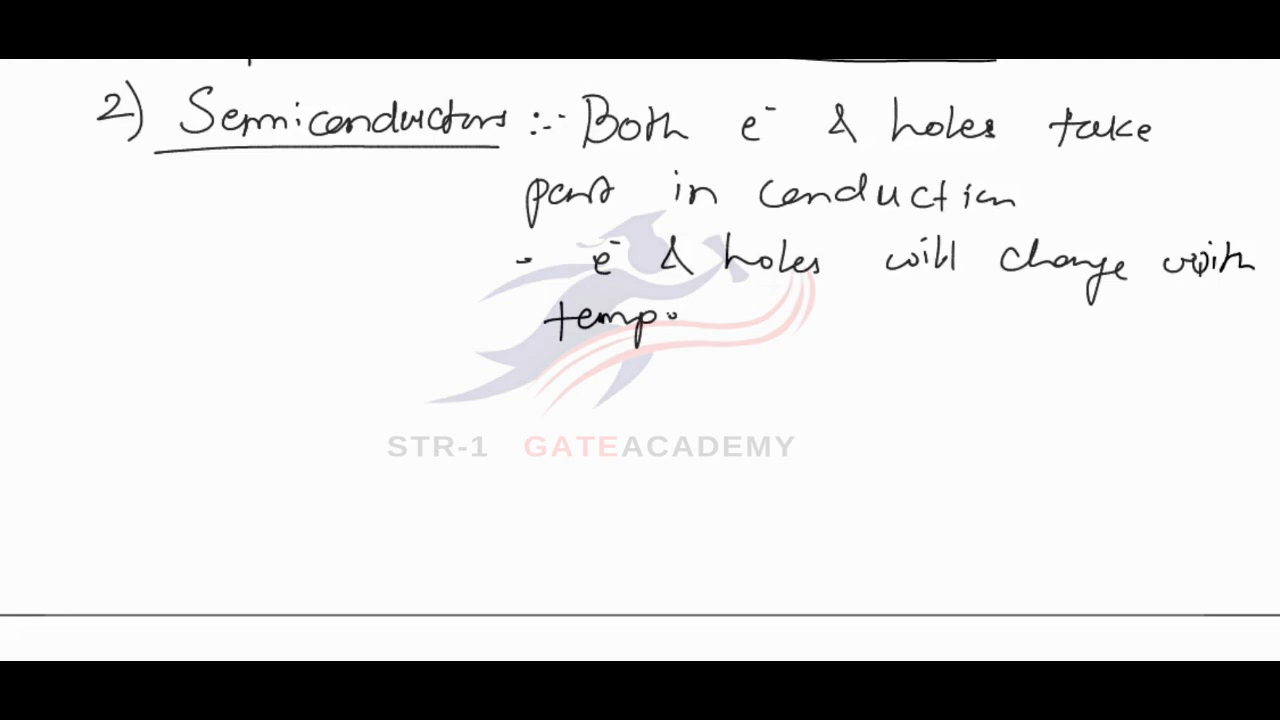 2) Semiconductors :- Both e⁻ & holes take
part in conduction
- e⁻ & holes will change with
temp.
STR-1 GATEACADEMY